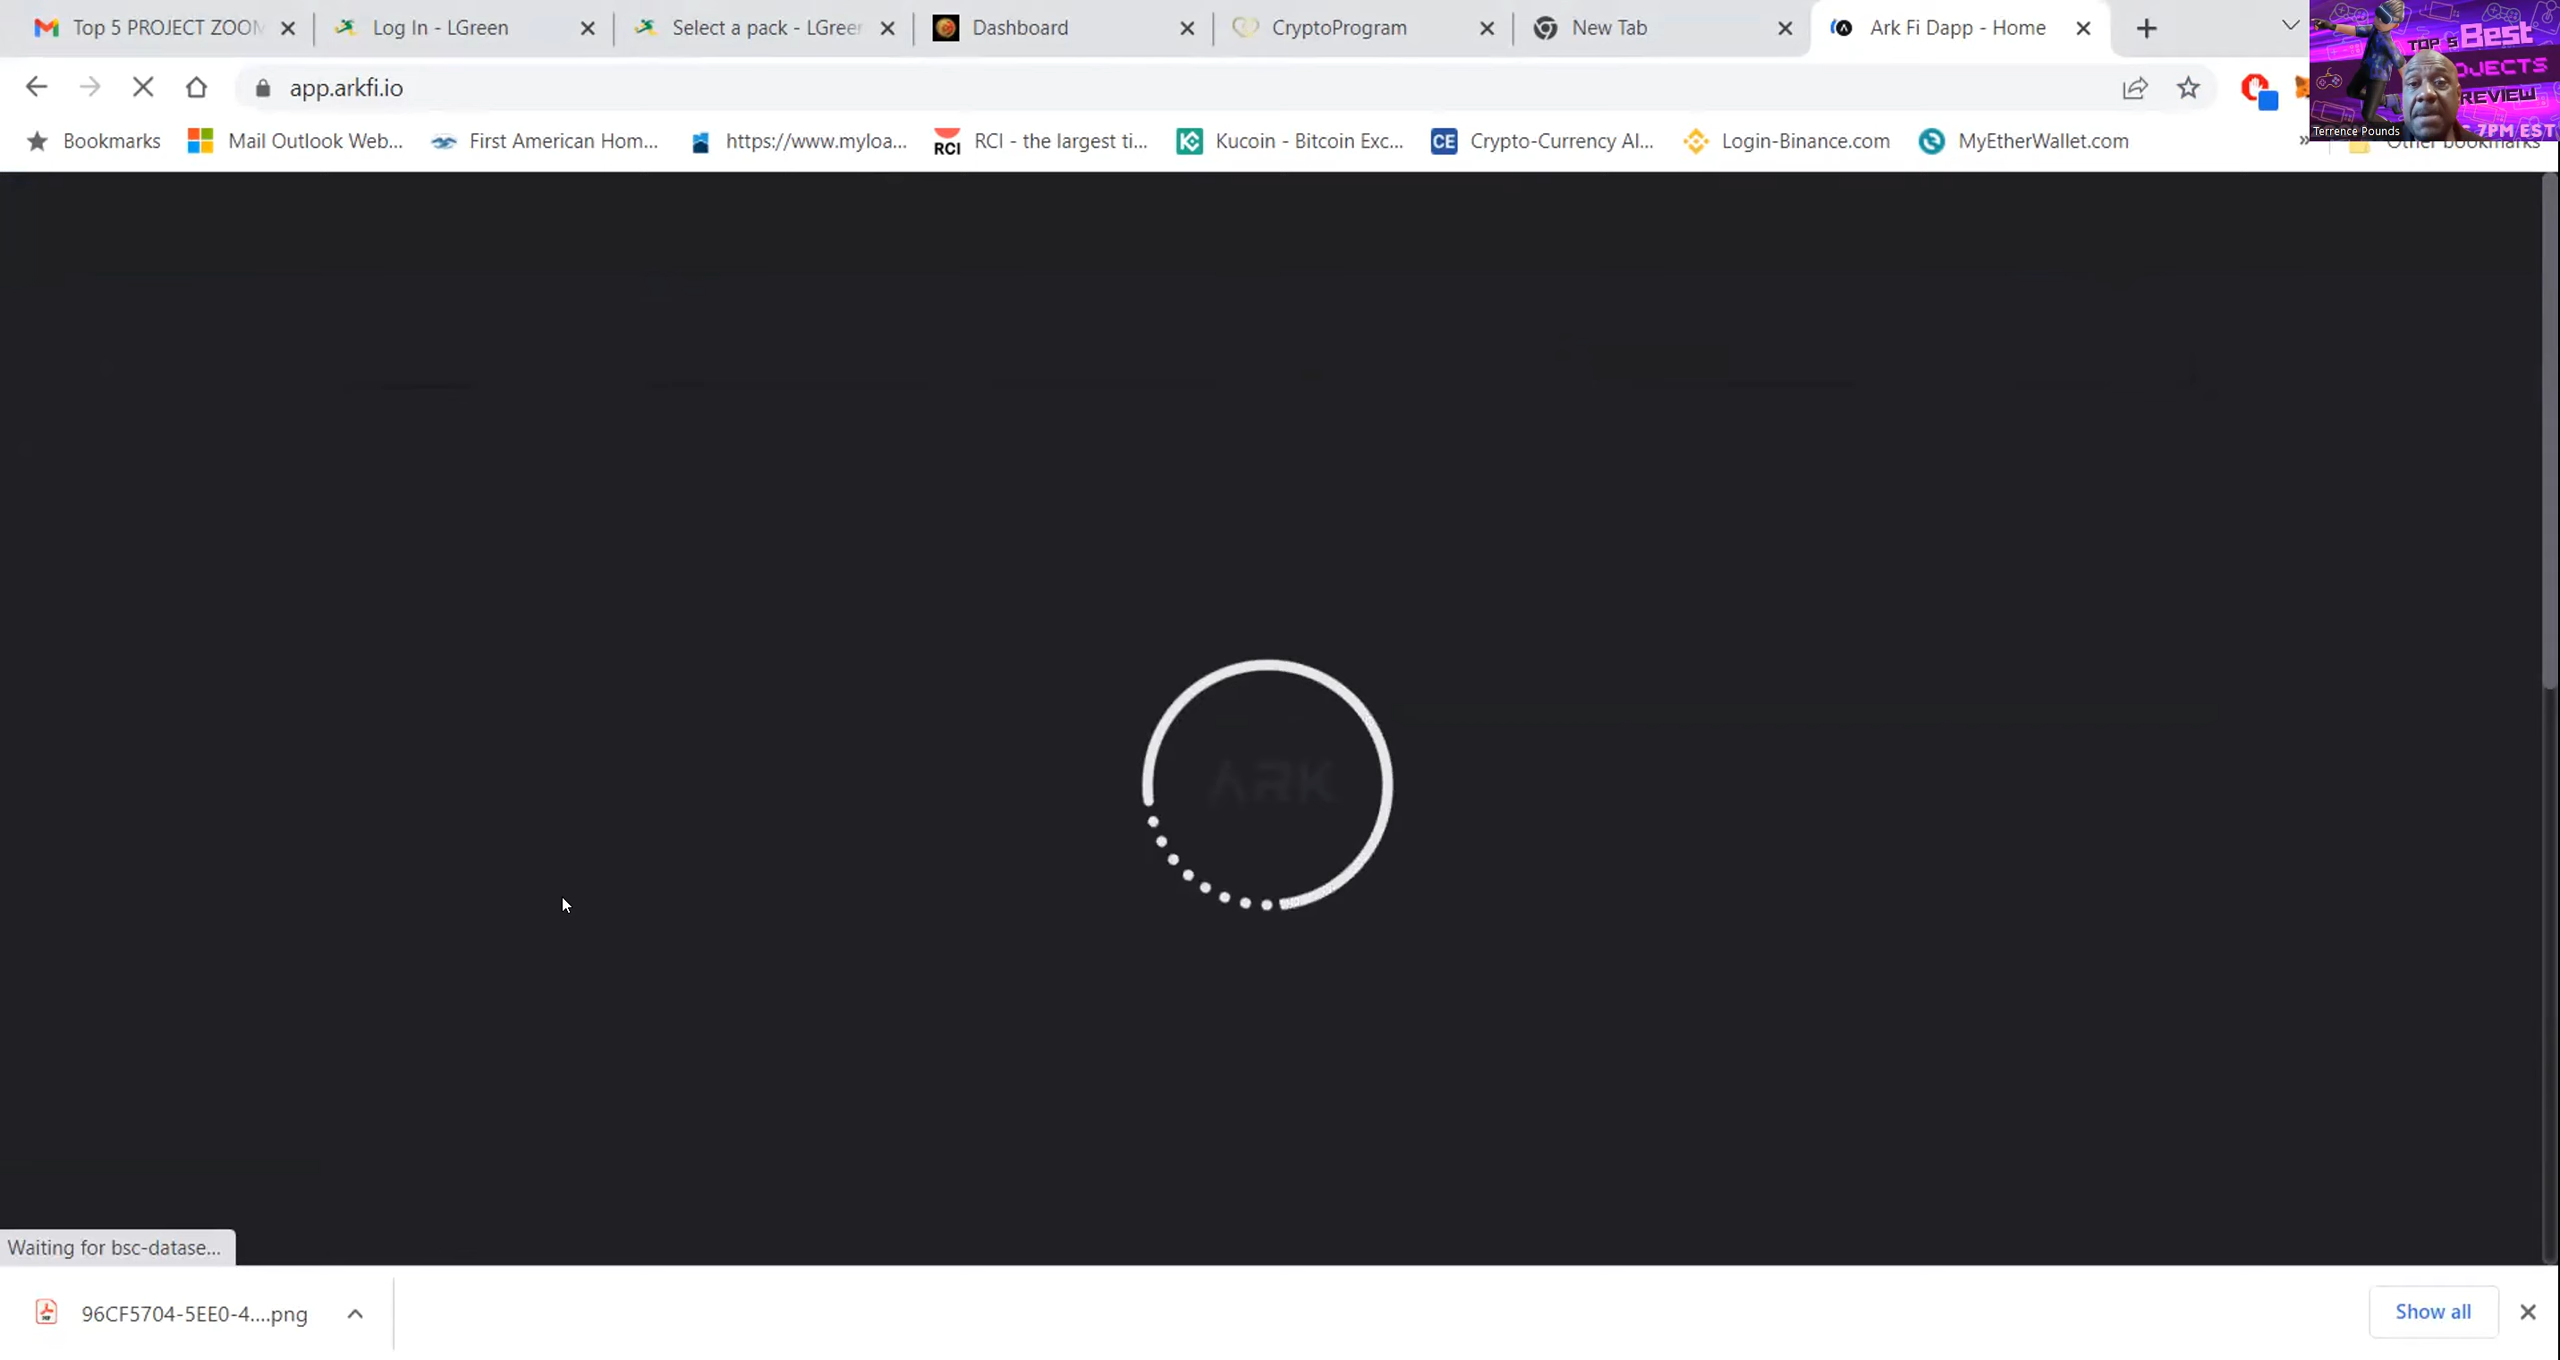 Top 5 PROJECT ZOOM
Log In - LGreen
Select a pack - LGreen
Dashboard
CryptoProgram
New Tab
Ark Fi Dapp - Home
app.arkfi.io
Bookmarks
Mail Outlook Web...
First American Hom...
https://www.myloa...
RCI
RCI - the largest ti...
Kucoin - Bitcoin Exc...
CE
Crypto-Currency Al...
Login-Binance.com
MyEtherWallet.com
»
Other bookmarks
TOP 5 Best
OJECTS
REVIEW
7PM EST
Terrence Pounds
ARK
Waiting for bsc-datase...
96CF5704-5EE0-4....png
Show all